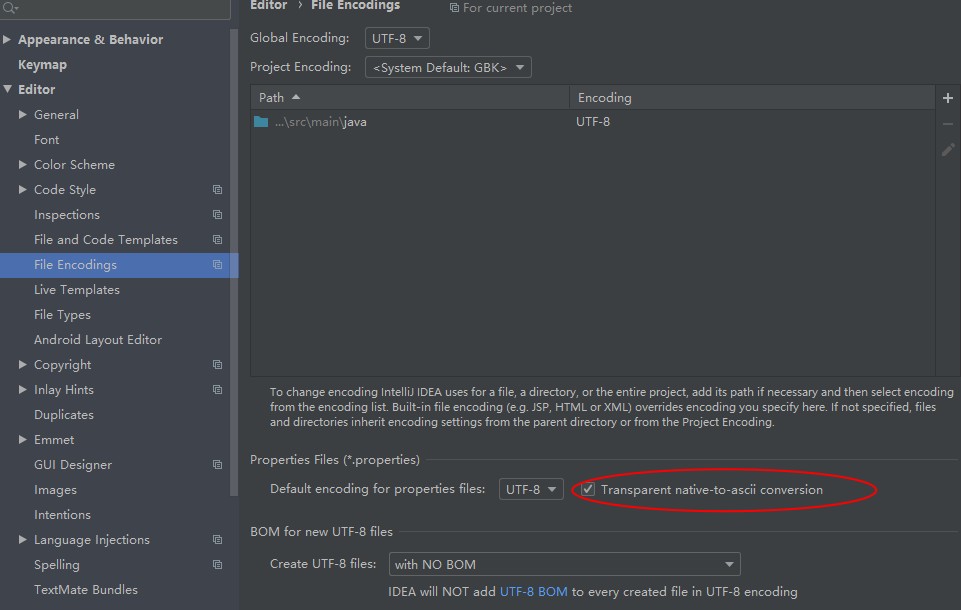 Editor › File Encodings
For current project
Appearance & Behavior
Keymap
Editor
General
Font
Color Scheme
Code Style
Inspections
File and Code Templates
File Encodings
Live Templates
File Types
Android Layout Editor
Copyright
Inlay Hints
Duplicates
Emmet
GUI Designer
Images
Intentions
Language Injections
Spelling
TextMate Bundles
Global Encoding: UTF-8
Project Encoding: <System Default: GBK>
Path Encoding
...\src\main\java UTF-8
To change encoding IntelliJ IDEA uses for a file, a directory, or the entire project, add its path if necessary and then select encoding
from the encoding list. Built-in file encoding (e.g. JSP, HTML or XML) overrides encoding you specify here. If not specified, files
and directories inherit encoding settings from the parent directory or from the Project Encoding.
Properties Files (*.properties)
Default encoding for properties files: UTF-8 Transparent native-to-ascii conversion
BOM for new UTF-8 files
Create UTF-8 files: with NO BOM
IDEA will NOT add UTF-8 BOM to every created file in UTF-8 encoding